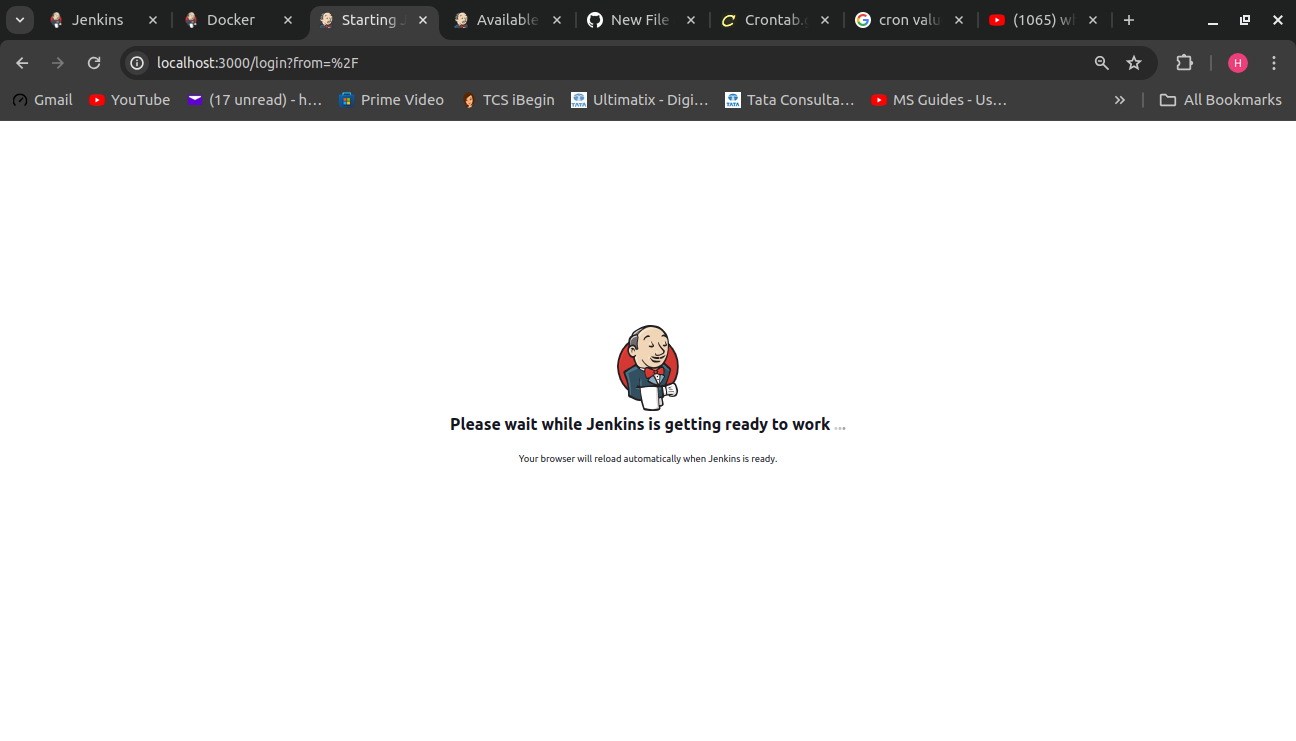 Jenkins
Docker
Starting J
Available
New File
Crontab.g
cron valu
(1065) wh
localhost:3000/login?from=%2F
H
Gmail
YouTube
(17 unread) - h...
Prime Video
TCS iBegin
Ultimatix - Digi...
TATA
Tata Consulta...
MS Guides - Us...
All Bookmarks
Please wait while Jenkins is getting ready to work ...
Your browser will reload automatically when Jenkins is ready.